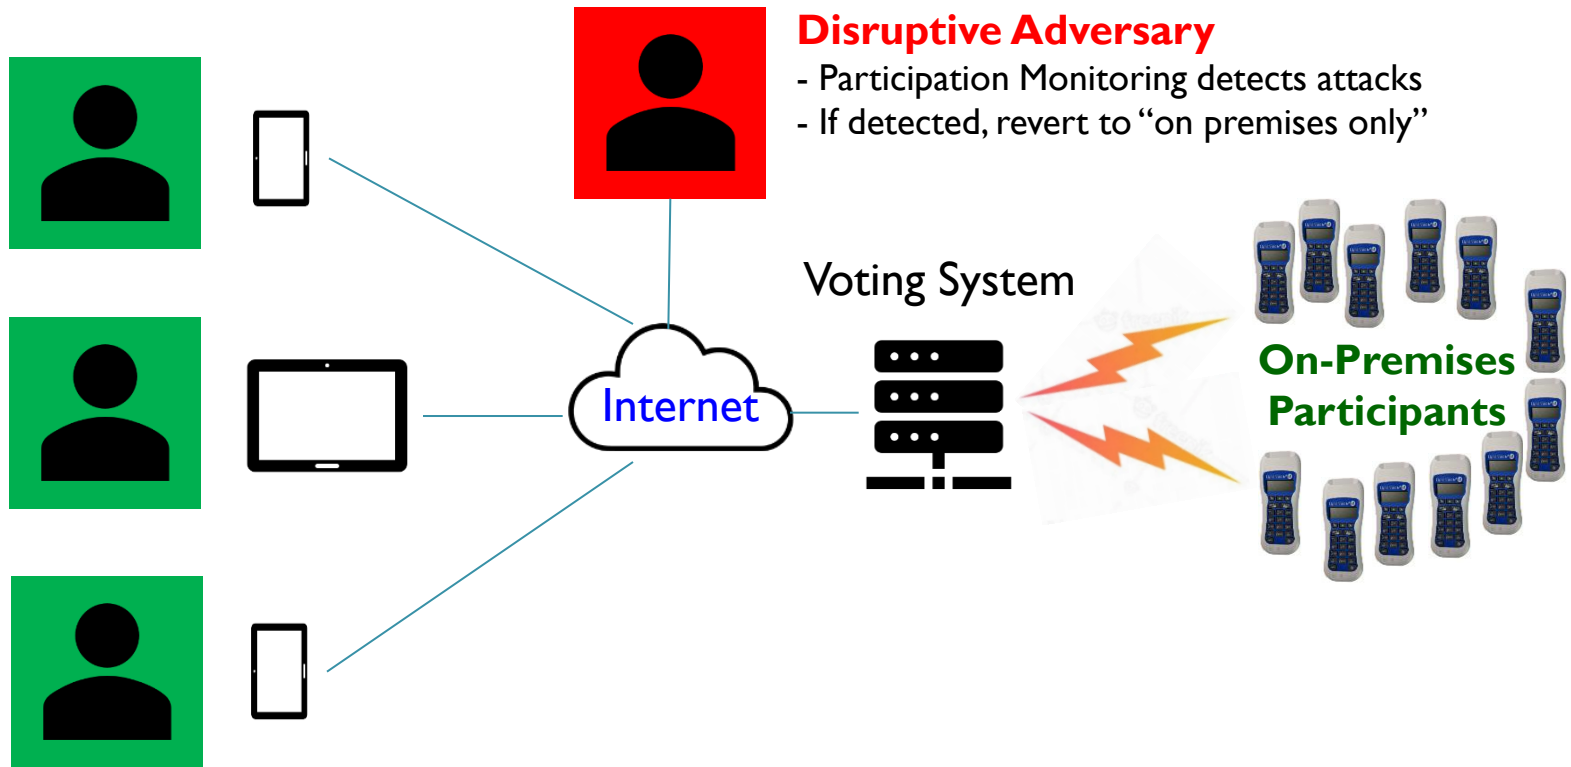 Disruptive Adversary
- Participation Monitoring detects attacks
- If detected, revert to “on premises only”
Voting System
Internet
On-Premises
Participants